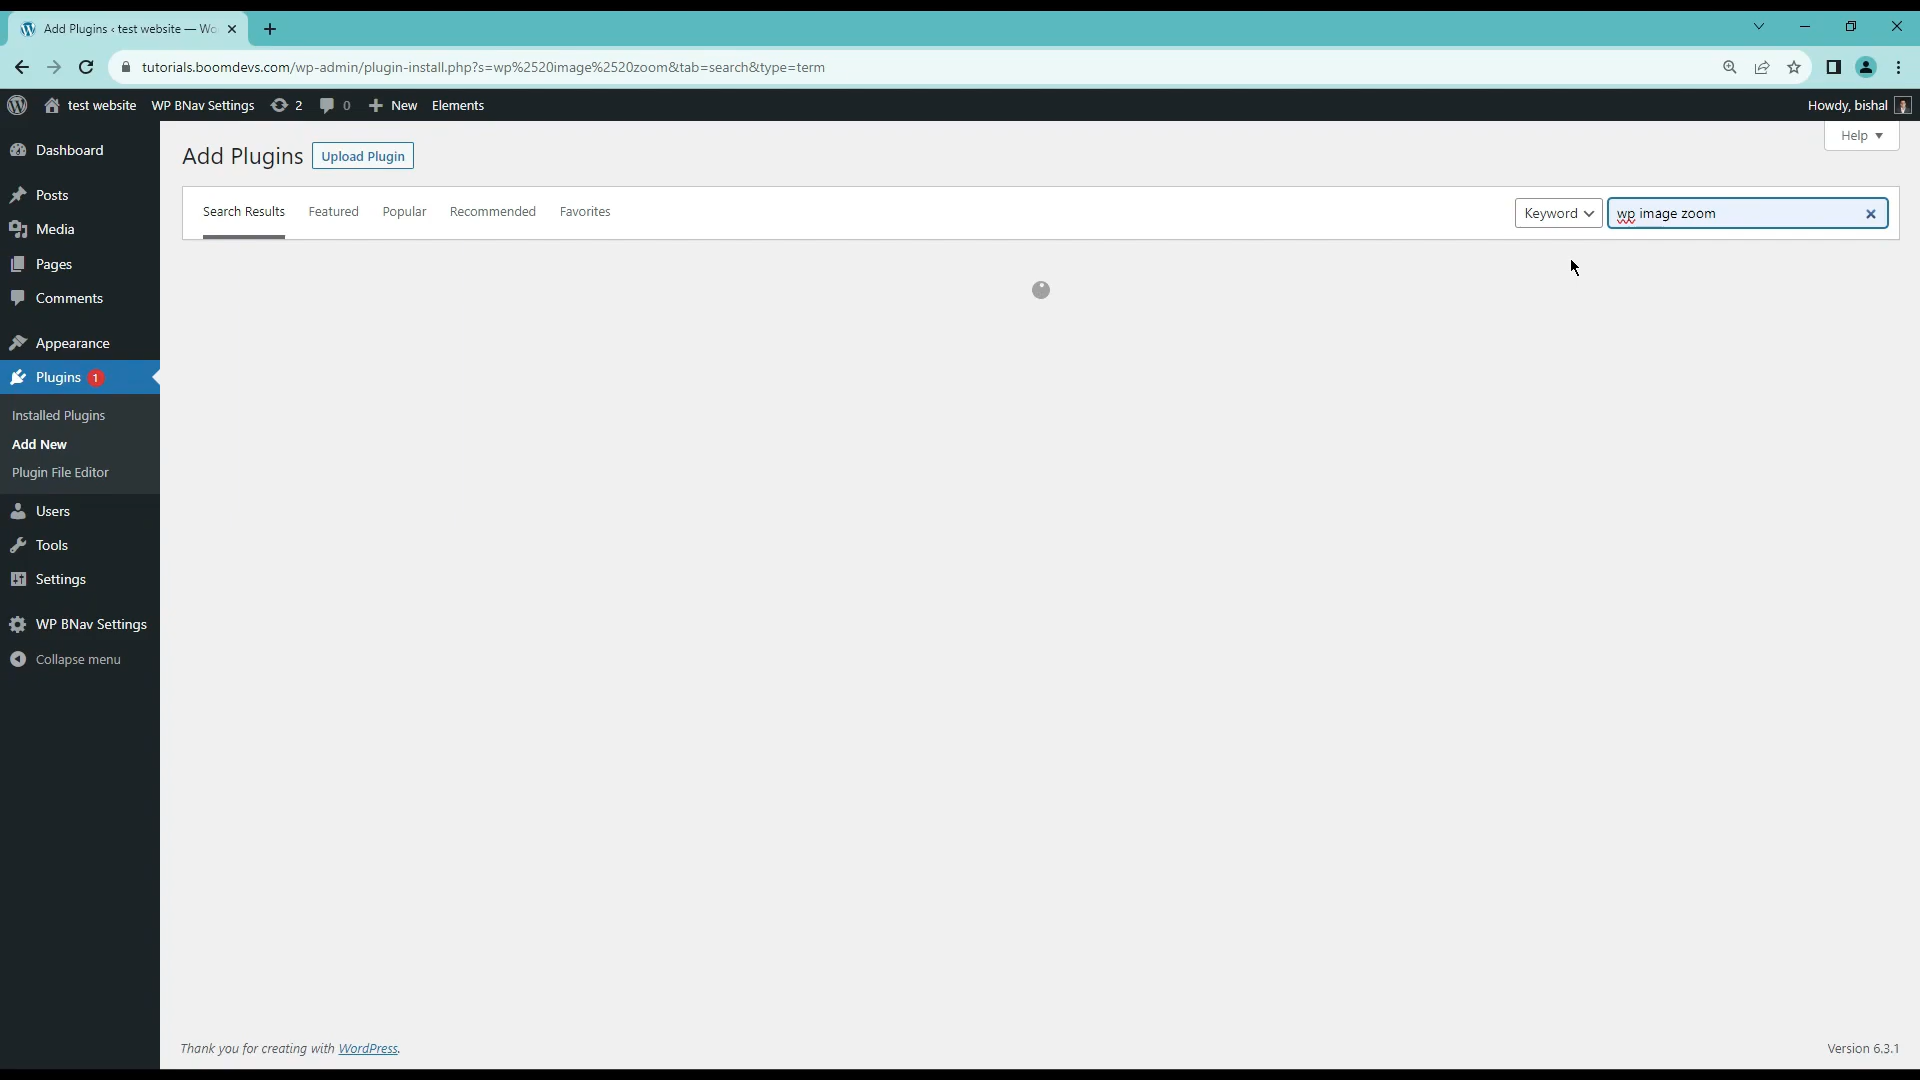 Add Plugins ‹ test website — Wo
tutorials.boomdevs.com/wp-admin/plugin-install.php?s=wp%2520image%2520zoom&tab=search&type=term
test website WP BNav Settings 2 0 New Elements Howdy, bishal
Help
Dashboard
Posts
Media
Pages
Comments
Appearance
Plugins 1
Installed Plugins
Add New
Plugin File Editor
Users
Tools
Settings
WP BNav Settings
Collapse menu
Add Plugins Upload Plugin
Search Results Featured Popular Recommended Favorites Keyword wp image zoom
Thank you for creating with WordPress. Version 6.3.1